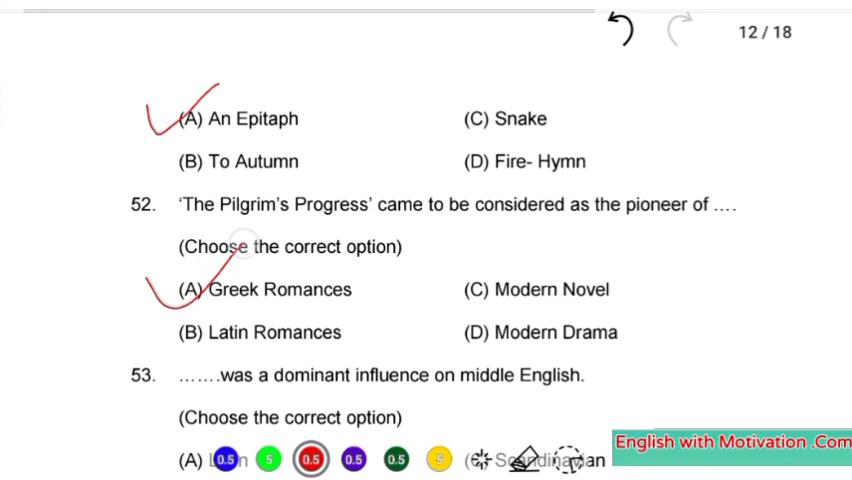 12 / 18
(A) An Epitaph (C) Snake
(B) To Autumn (D) Fire- Hymn
52. ‘The Pilgrim’s Progress’ came to be considered as the pioneer of ….
(Choose the correct option)
(A) Greek Romances (C) Modern Novel
(B) Latin Romances (D) Modern Drama
53. …….was a dominant influence on middle English.
(Choose the correct option)
English with Motivation .Com
(A) 0.5 5 0.5 0.5 0.5 5